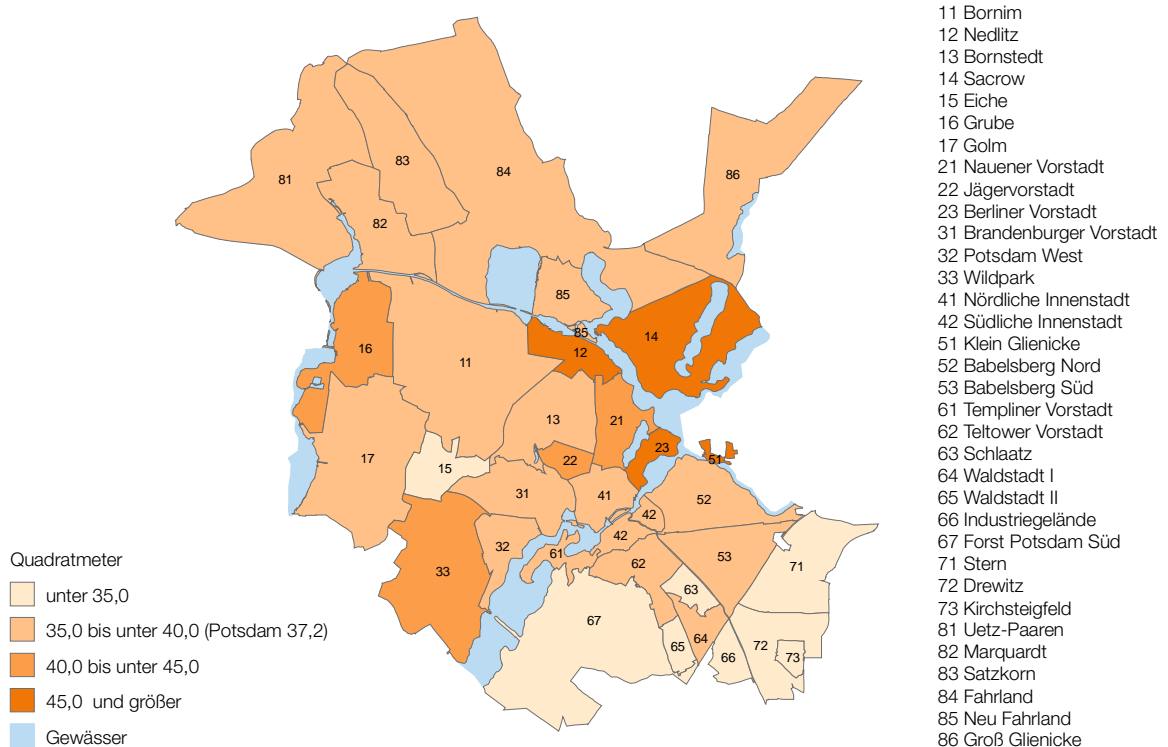 11 Bornim
12 Nedlitz
13 Bornstedt
14 Sacrow
15 Eiche
16 Grube
17 Golm
21 Nauener Vorstadt
22 Jägervorstadt
23 Berliner Vorstadt
31 Brandenburger Vorstadt
32 Potsdam West
33 Wildpark
41 Nördliche Innenstadt
42 Südliche Innenstadt
51 Klein Glienicke
52 Babelsberg Nord
53 Babelsberg Süd
61 Templiner Vorstadt
62 Teltower Vorstadt
63 Schlaatz
64 Waldstadt I
65 Waldstadt II
66 Industriegelände
67 Forst Potsdam Süd
71 Stern
72 Drewitz
73 Kirchsteigfeld
81 Uetz-Paaren
82 Marquardt
83 Satzkorn
84 Fahrland
85 Neu Fahrland
86 Groß Glienicke
83
84
86
81
82
85
85
14
16
12
11
13
21
23
22
51
17
15
31
41
52
42
42
32
61
53
62
71
33
63
67
64
65
66
72
73
Quadratmeter
unter 35,0
35,0 bis unter 40,0 (Potsdam 37,2)
40,0 bis unter 45,0
45,0 und größer
Gewässer